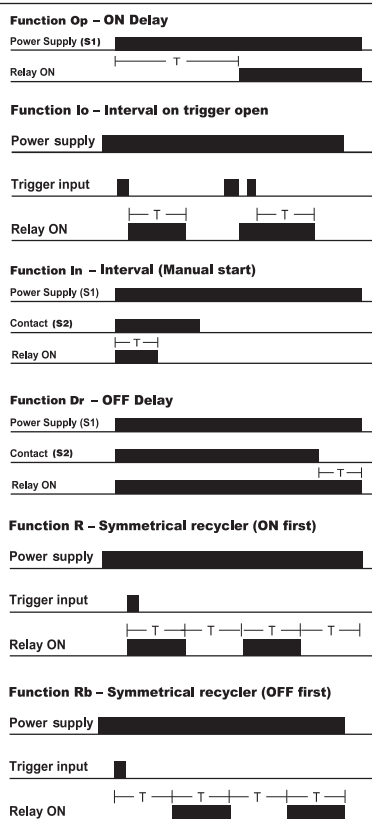 Function Op – ON Delay
Power Supply (S1)
T
Relay ON
Function Io – Interval on trigger open
Power supply
Trigger input
T T
Relay ON
Function In – Interval (Manual start)
Power Supply (S1)
Contact (S2)
T
Relay ON
Function Dr – OFF Delay
Power Supply (S1)
Contact (S2)
T
Relay ON
Function R – Symmetrical recycler (ON first)
Power supply
Trigger input
T T T T
Relay ON
Function Rb – Symmetrical recycler (OFF first)
Power supply
Trigger input
T T T T
Relay ON